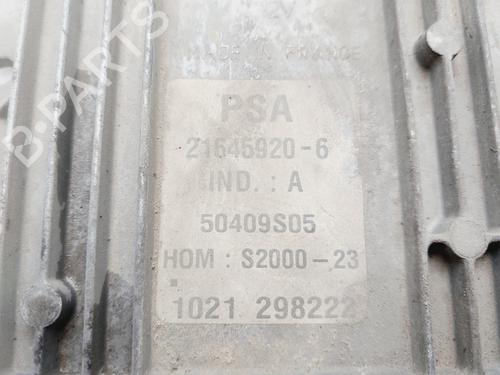 MADE IN FRANCE
PSA
21645920-6
IND. : A
50409S05
HOM : S2000-23
1021 298222
B-PARTS